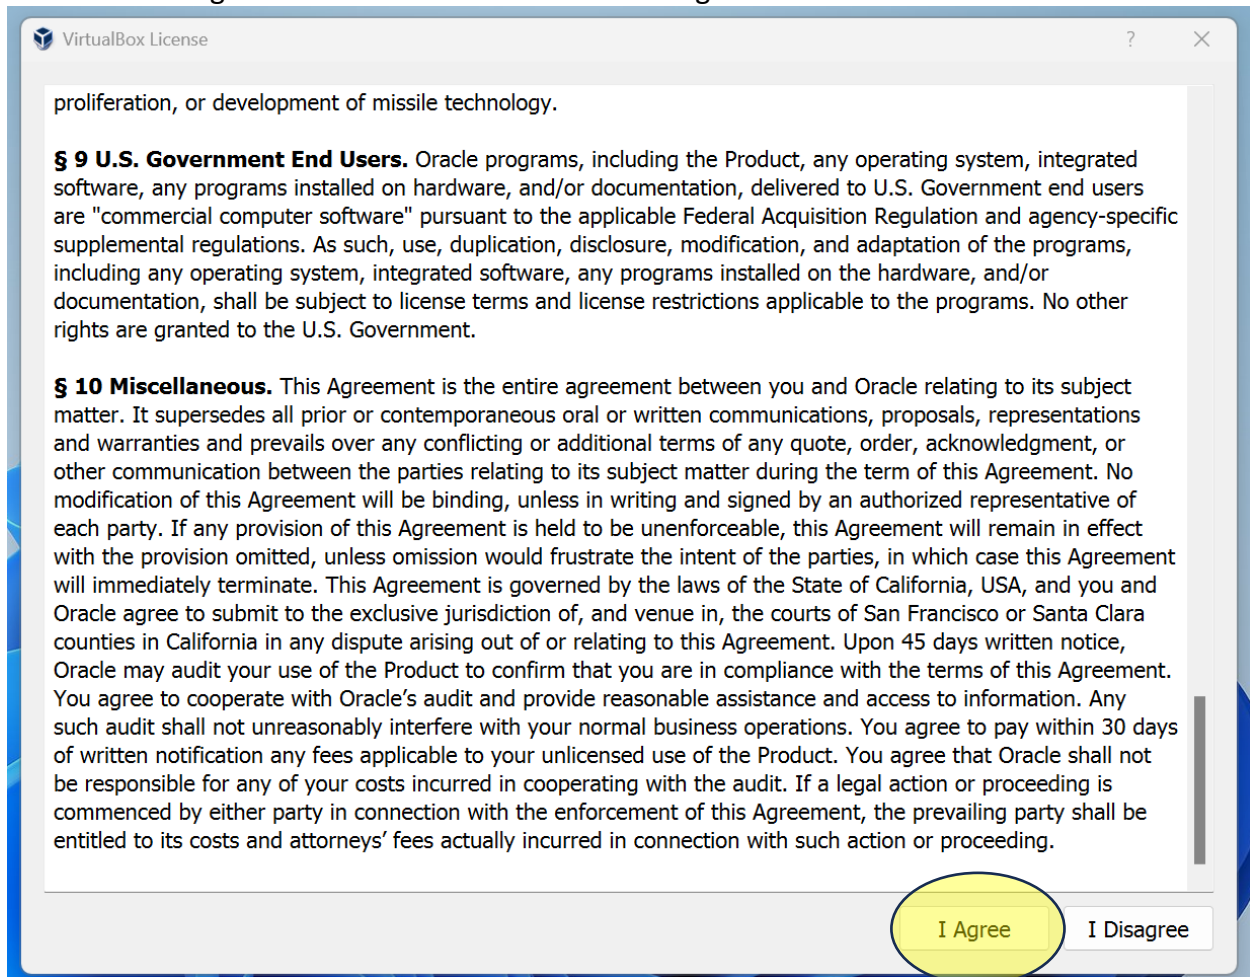 VirtualBox License ? ×
proliferation, or development of missile technology.
§ 9 U.S. Government End Users. Oracle programs, including the Product, any operating system, integrated
software, any programs installed on hardware, and/or documentation, delivered to U.S. Government end users
are "commercial computer software" pursuant to the applicable Federal Acquisition Regulation and agency-specific
supplemental regulations. As such, use, duplication, disclosure, modification, and adaptation of the programs,
including any operating system, integrated software, any programs installed on the hardware, and/or
documentation, shall be subject to license terms and license restrictions applicable to the programs. No other
rights are granted to the U.S. Government.
§ 10 Miscellaneous. This Agreement is the entire agreement between you and Oracle relating to its subject
matter. It supersedes all prior or contemporaneous oral or written communications, proposals, representations
and warranties and prevails over any conflicting or additional terms of any quote, order, acknowledgment, or
other communication between the parties relating to its subject matter during the term of this Agreement. No
modification of this Agreement will be binding, unless in writing and signed by an authorized representative of
each party. If any provision of this Agreement is held to be unenforceable, this Agreement will remain in effect
with the provision omitted, unless omission would frustrate the intent of the parties, in which case this Agreement
will immediately terminate. This Agreement is governed by the laws of the State of California, USA, and you and
Oracle agree to submit to the exclusive jurisdiction of, and venue in, the courts of San Francisco or Santa Clara
counties in California in any dispute arising out of or relating to this Agreement. Upon 45 days written notice,
Oracle may audit your use of the Product to confirm that you are in compliance with the terms of this Agreement.
You agree to cooperate with Oracle's audit and provide reasonable assistance and access to information. Any
such audit shall not unreasonably interfere with your normal business operations. You agree to pay within 30 days
of written notification any fees applicable to your unlicensed use of the Product. You agree that Oracle shall not
be responsible for any of your costs incurred in cooperating with the audit. If a legal action or proceeding is
commenced by either party in connection with the enforcement of this Agreement, the prevailing party shall be
entitled to its costs and attorneys' fees actually incurred in connection with such action or proceeding.
I Agree I Disagree